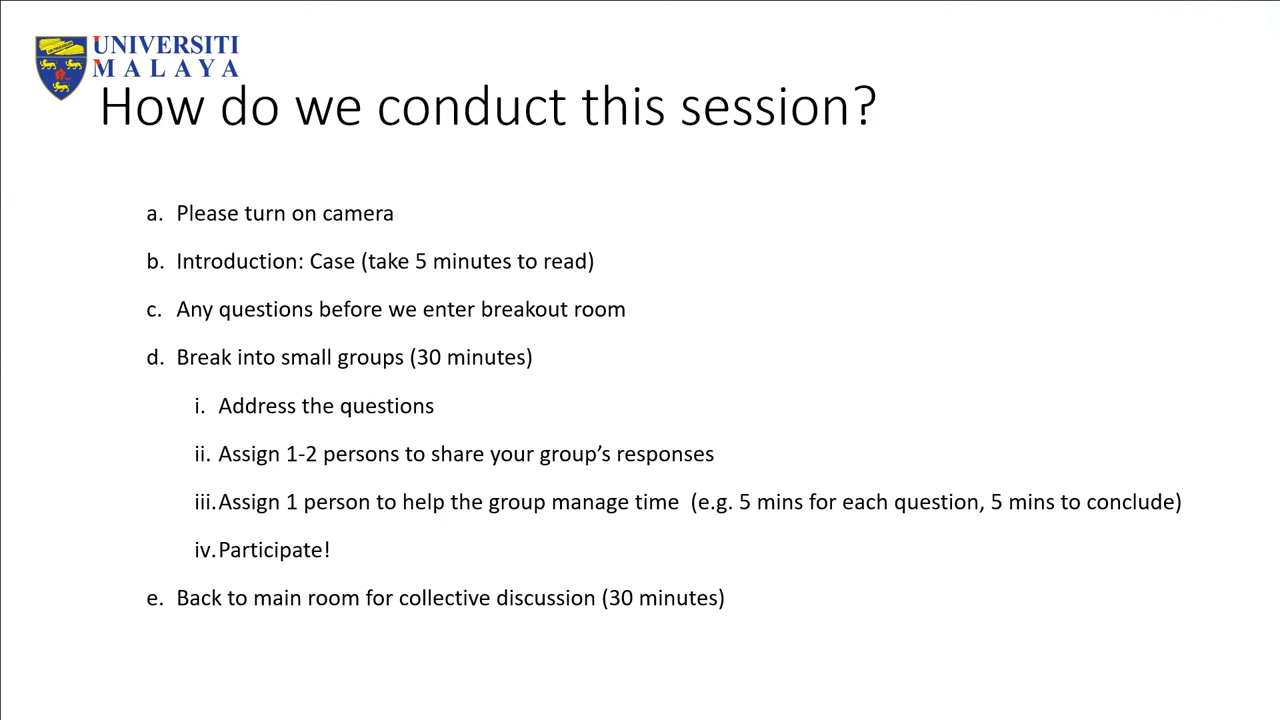 UNIVERSITI
MALAYA
How do we conduct this session?
a. Please turn on camera
b. Introduction: Case (take 5 minutes to read)
c. Any questions before we enter breakout room
d. Break into small groups (30 minutes)
i. Address the questions
ii. Assign 1-2 persons to share your group’s responses
iii. Assign 1 person to help the group manage time (e.g. 5 mins for each question, 5 mins to conclude)
iv. Participate!
e. Back to main room for collective discussion (30 minutes)